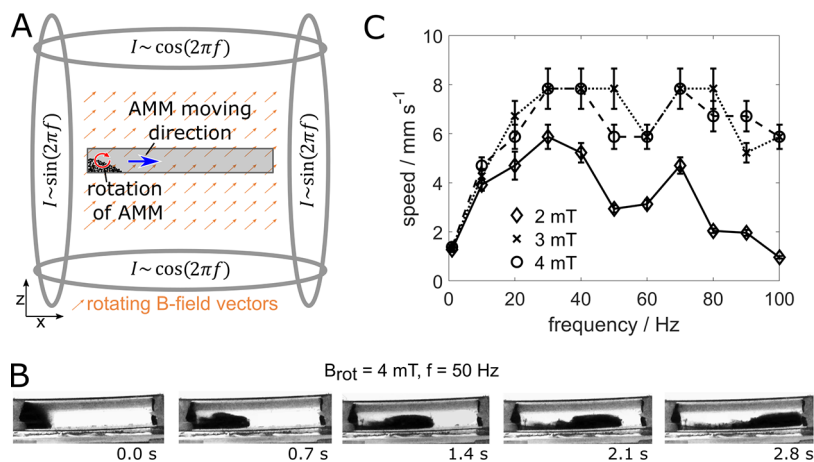 A
I~cos(2πf)
I~sin(2πf)
AMM moving
direction
rotation
of AMM
I~sin(2πf)
I~cos(2πf)
z
x
rotating B-field vectors
C
speed / mm s⁻¹
10
8
6
4
2
0
2 mT
3 mT
4 mT
0
20
40
60
80
100
frequency / Hz
B
Brot = 4 mT, f = 50 Hz
0.0 s
0.7 s
1.4 s
2.1 s
2.8 s